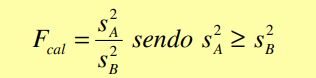 F_cal = s_A^2 / s_B^2 sendo s_A^2 ≥ s_B^2